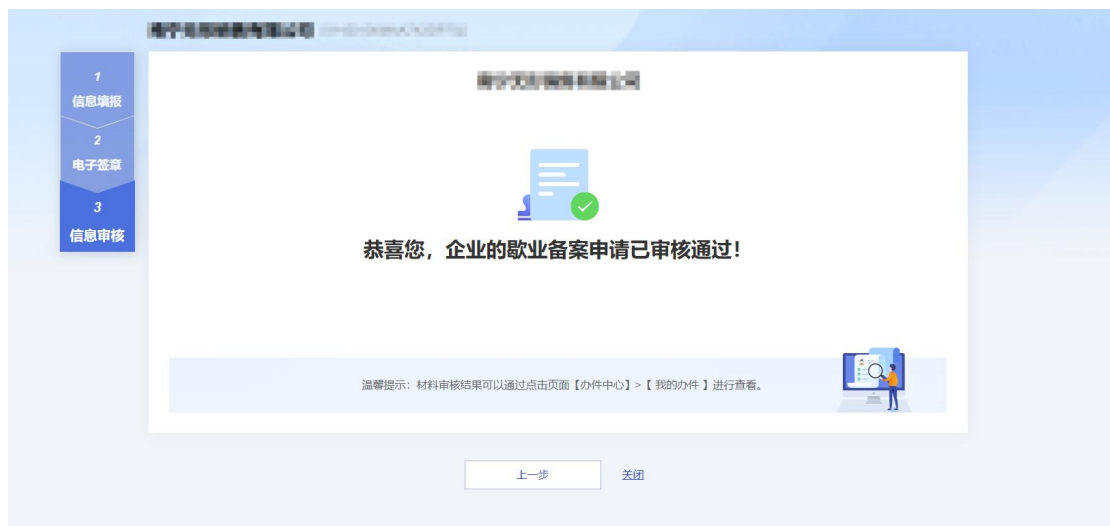 1
信息填报
2
电子签章
3
信息审核
恭喜您，企业的歇业备案申请已审核通过！
温馨提示：材料审核结果可以通过点击页面【办件中心】>【 我的办件 】进行查看。
上一步
关闭